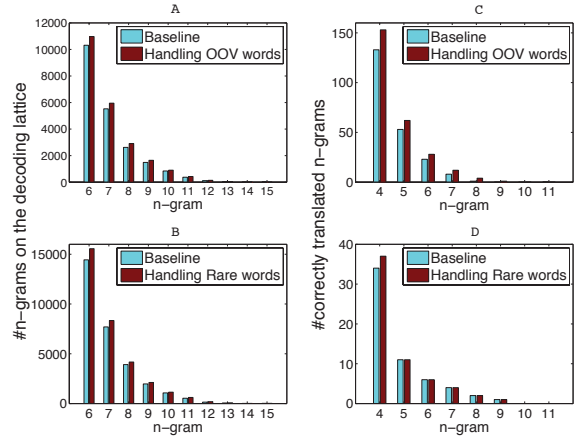 A
12000
10000
8000
6000
4000
2000
0
6 7 8 9 10 11 12 13 14 15
n-gram
Baseline
Handling OOV words
C
150
100
50
0
4 5 6 7 8 9 10 11
n-gram
Baseline
Handling OOV words
B
15000
10000
5000
0
6 7 8 9 10 11 12 13 14 15
n-gram
Baseline
Handling Rare words
D
40
30
20
10
0
4 5 6 7 8 9 10 11
n-gram
Baseline
Handling Rare words
#n-grams on the decoding lattice
#correctly translated n-grams